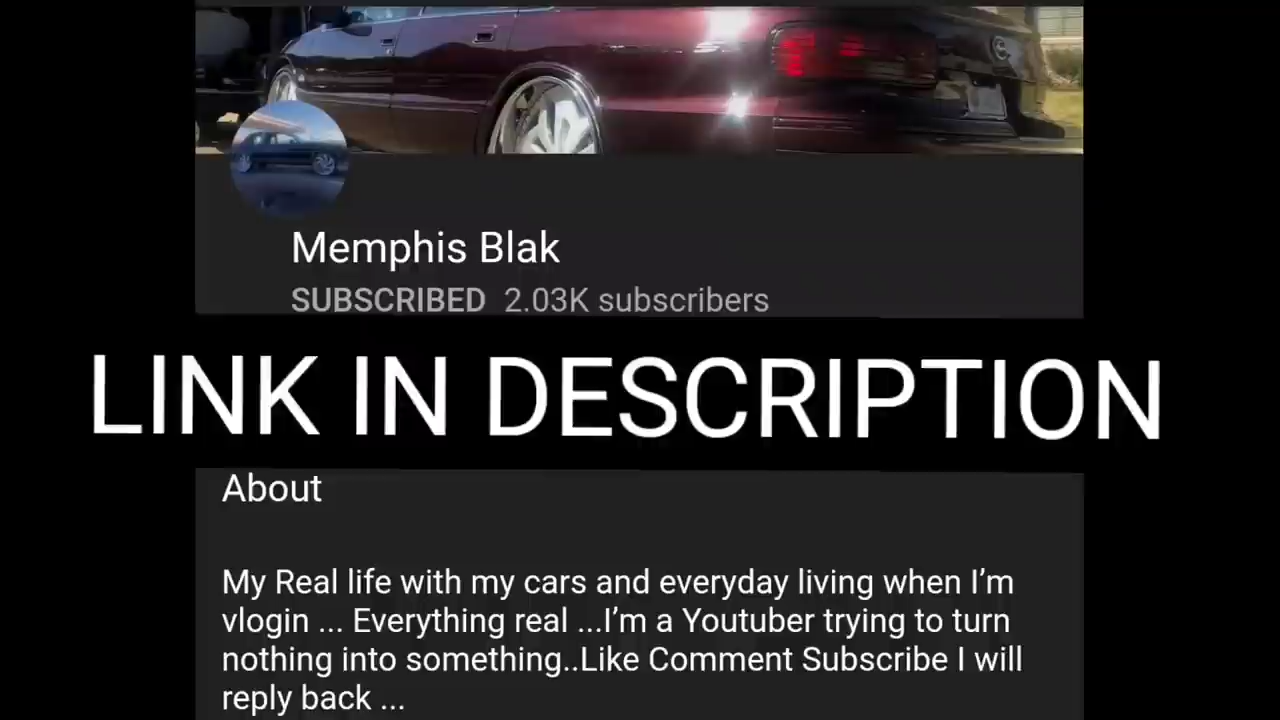 Memphis Blak
SUBSCRIBED 2.03K subscribers
LINK IN DESCRIPTION
About
My Real life with my cars and everyday living when I’m
vlogin ... Everything real ...I’m a Youtuber trying to turn
nothing into something..Like Comment Subscribe I will
reply back ...